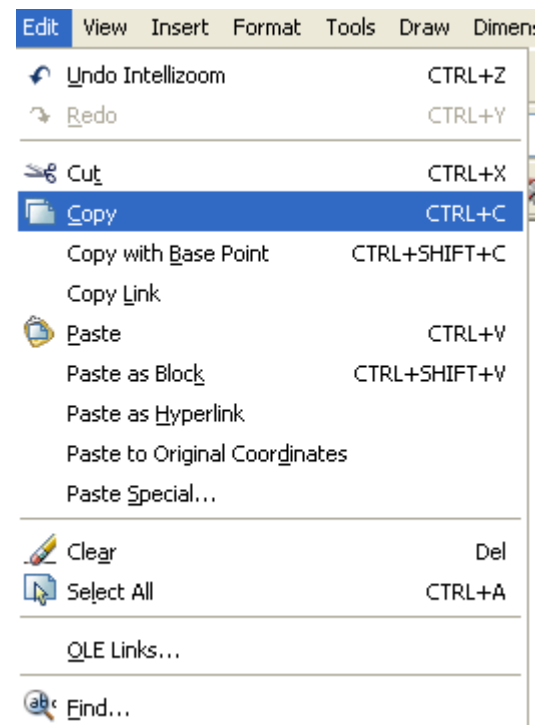 Edit View Insert Format Tools Draw Dimen
Undo Intellizoom CTRL+Z
Redo CTRL+Y
Cut CTRL+X
Copy CTRL+C
Copy with Base Point CTRL+SHIFT+C
Copy Link
Paste CTRL+V
Paste as Block CTRL+SHIFT+V
Paste as Hyperlink
Paste to Original Coordinates
Paste Special...
Clear Del
Select All CTRL+A
OLE Links...
Find...